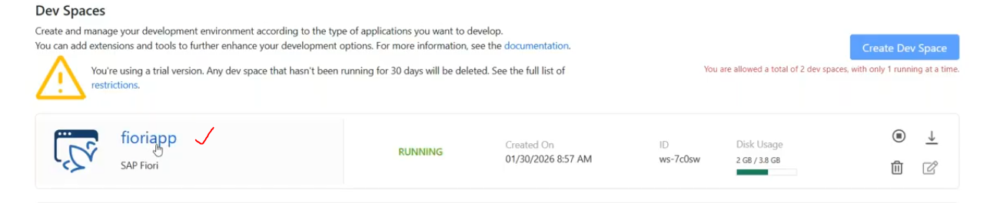 Dev Spaces
Create and manage your development environment according to the type of applications you want to develop.
You can add extensions and tools to further enhance your development options. For more information, see the documentation.
Create Dev Space
You're using a trial version. Any dev space that hasn't been running for 30 days will be deleted. See the full list of
restrictions.
You are allowed a total of 2 dev spaces, with only 1 running at a time.
fioriapp
SAP Fiori
RUNNING
Created On
01/30/2026 8:57 AM
ID
ws-7c0sw
Disk Usage
2 GB / 3.8 GB